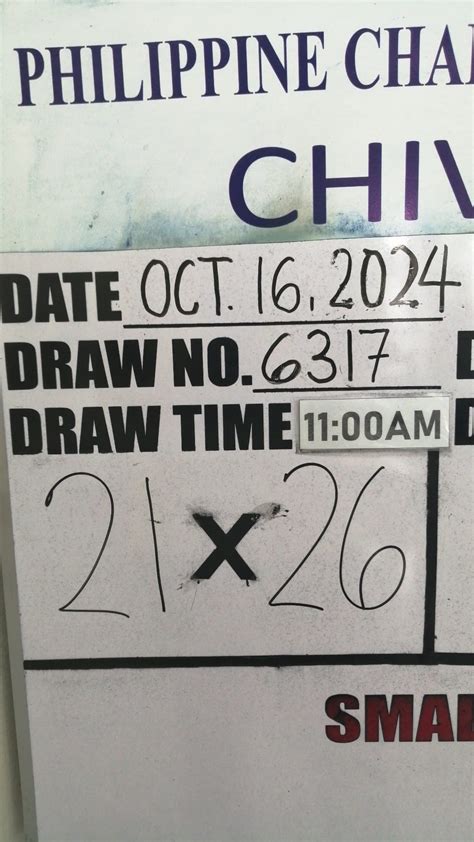 PHILIPPINE CHA
CHIV
DATE OCT. 16, 2024
DRAW NO. 6317
DRAW TIME 11:00AM
21 X 26
SMAL